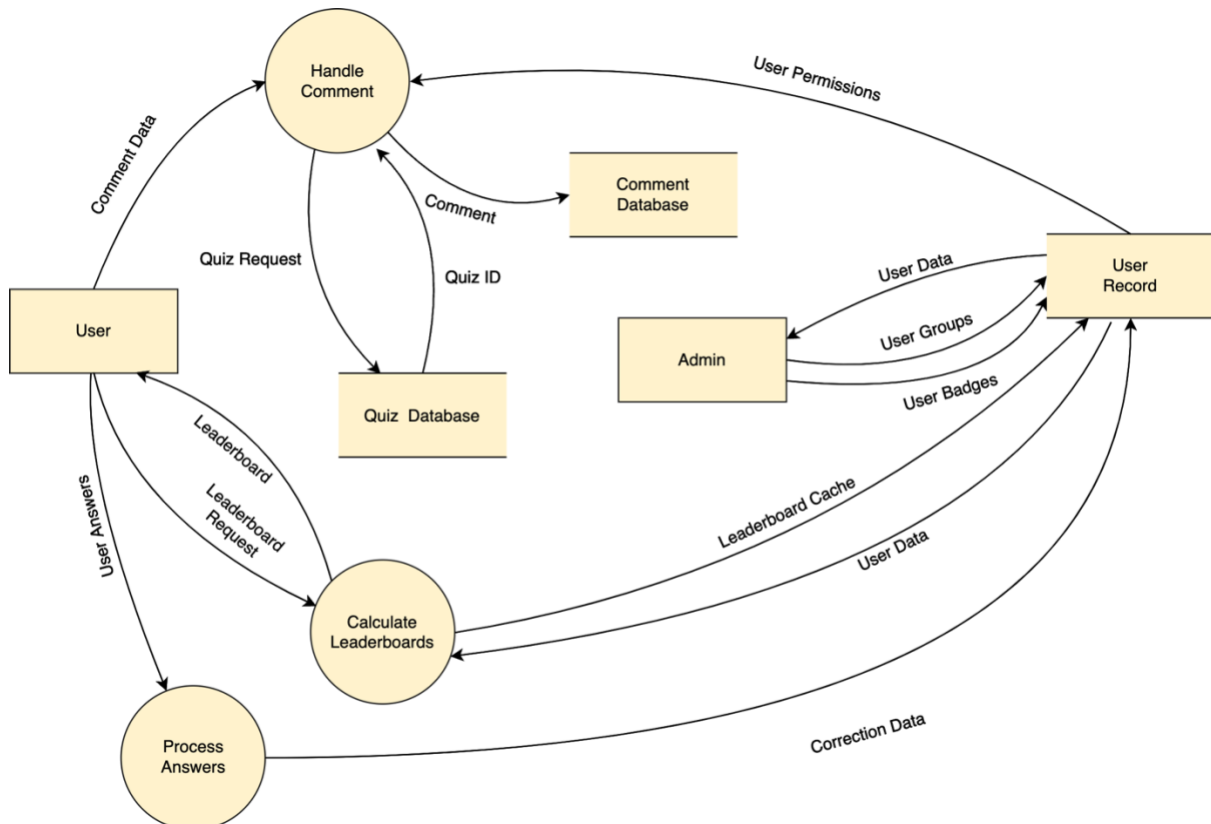 Handle
Comment
User Permissions
Comment Data
Comment
Database
Comment
Quiz Request
Quiz ID
User Data
User
Record
User
User Groups
Admin
User Badges
Quiz Database
Leaderboard
Leaderboard
Request
User Answers
Leaderboard Cache
User Data
Calculate
Leaderboards
Correction Data
Process
Answers